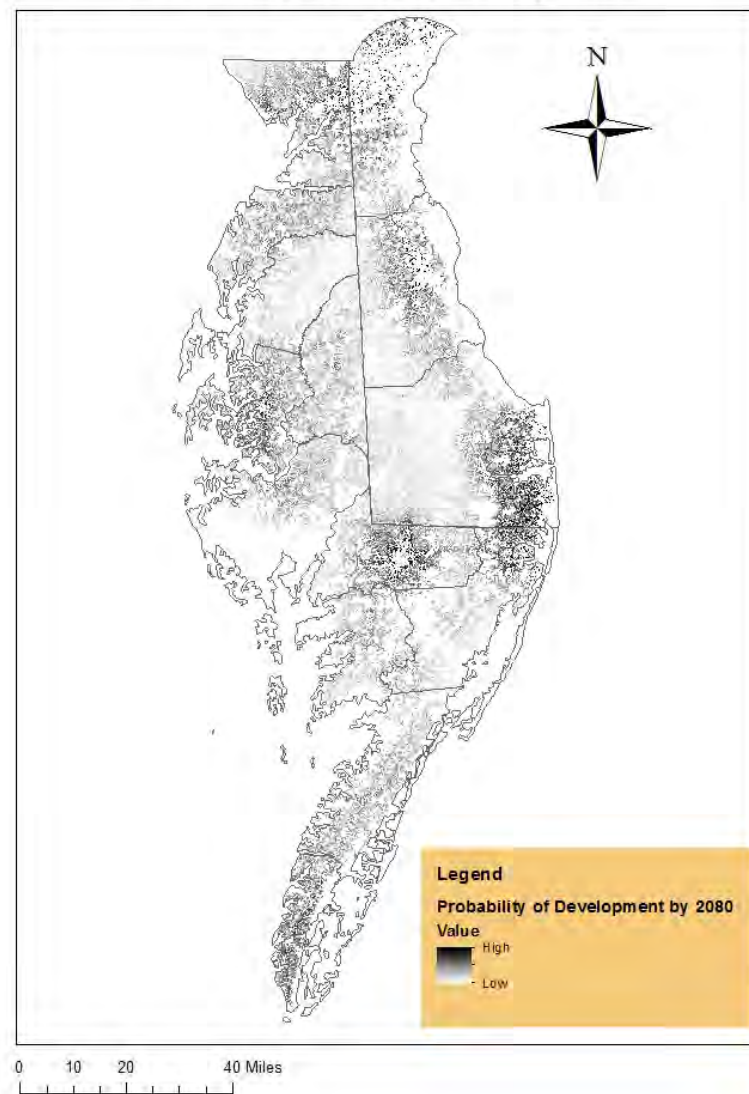 N
Legend
Probability of Development by 2080
Value
High
Low
0 10 20 40 Miles